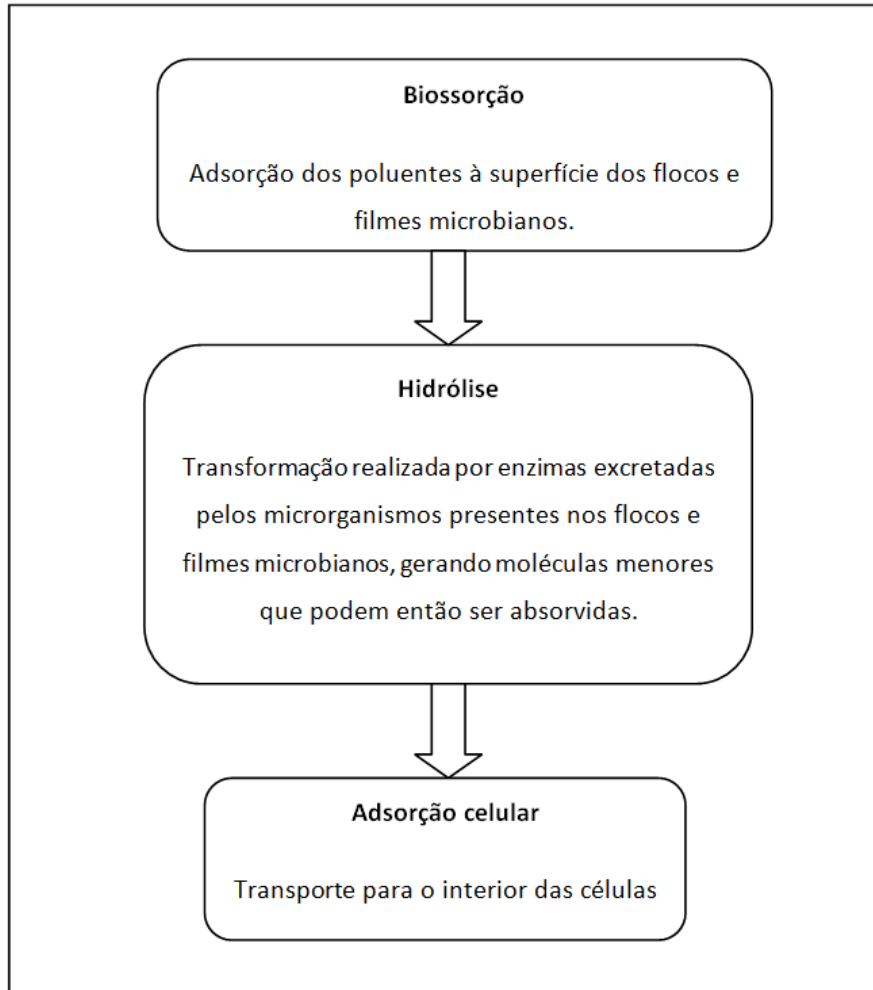 Biossorção
Adsorção dos poluentes à superfície dos flocos e
filmes microbianos.
Hidrólise
Transformação realizada por enzimas excretadas
pelos microrganismos presentes nos flocos e
filmes microbianos, gerando moléculas menores
que podem então ser absorvidas.
Adsorção celular
Transporte para o interior das células